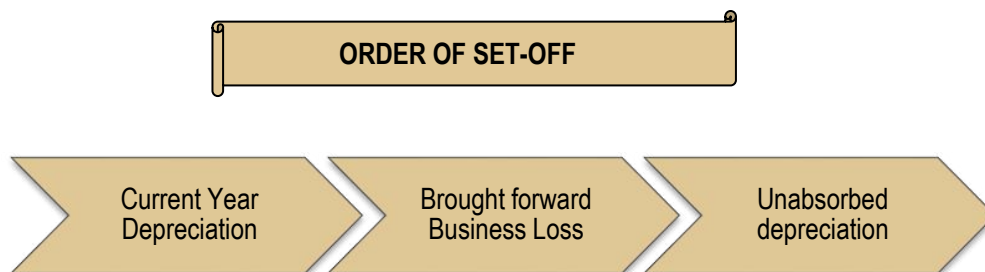 ORDER OF SET-OFF
Current Year
Depreciation
Brought forward
Business Loss
Unabsorbed
depreciation